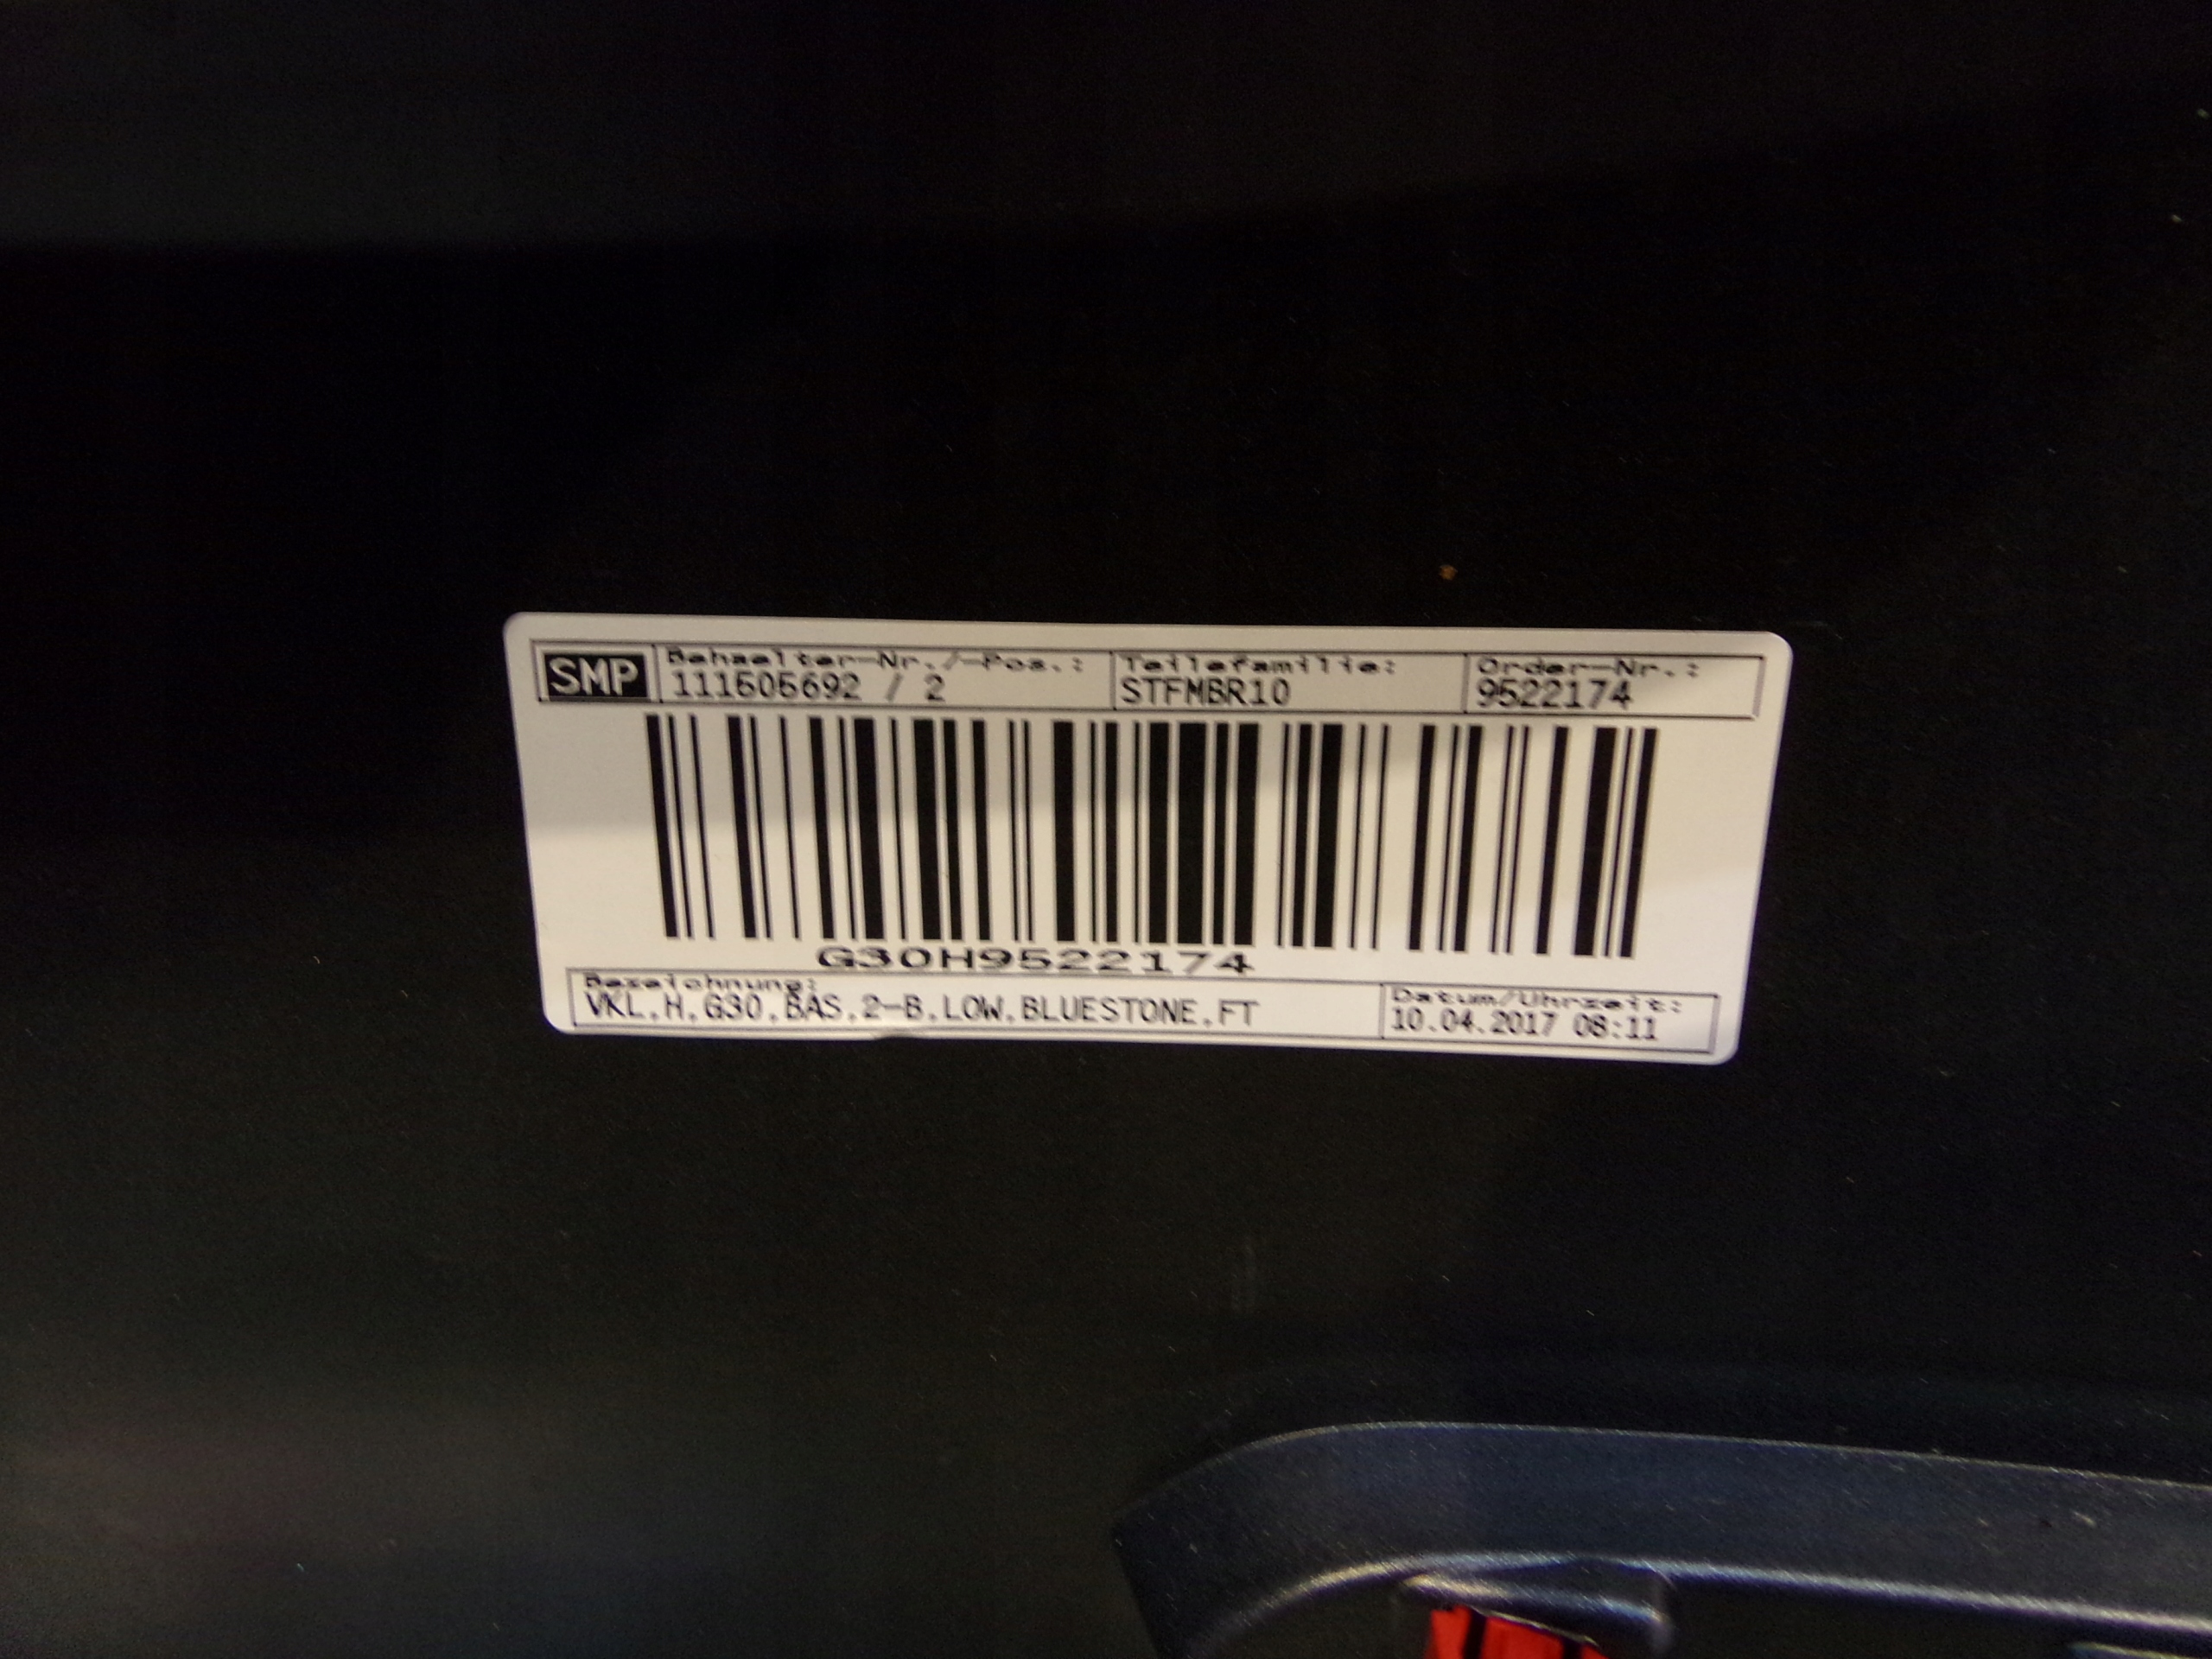 SMP
Behaelter-Nr./-Pos.:
111505692 / 2
Teilefamilie:
STFMBR10
Order-Nr.:
9522174
G30H9522174
Bezeichnung:
VKL,H,G30,BAS,2-B,LOW,BLUESTONE,FT
Datum/Uhrzeit:
10.04.2017 08:11